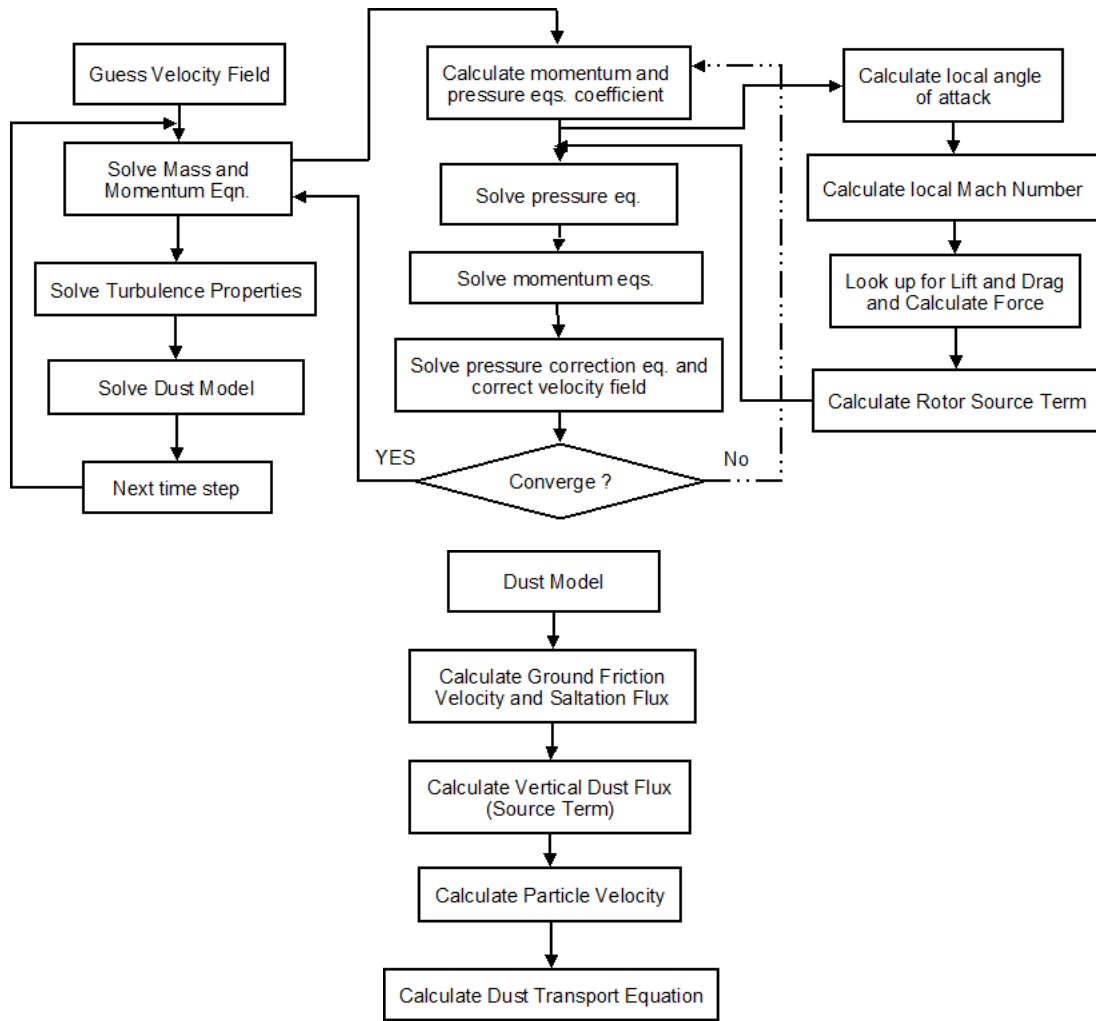 Guess Velocity Field
Solve Mass and
Momentum Eqn.
Solve Turbulence Properties
Solve Dust Model
Next time step
Calculate momentum and
pressure eqs. coefficient
Solve pressure eq.
Solve momentum eqs.
Solve pressure correction eq. and
correct velocity field
YES
Converge ?
No
Calculate local angle
of attack
Calculate local Mach Number
Look up for Lift and Drag
and Calculate Force
Calculate Rotor Source Term
Dust Model
Calculate Ground Friction
Velocity and Saltation Flux
Calculate Vertical Dust Flux
(Source Term)
Calculate Particle Velocity
Calculate Dust Transport Equation